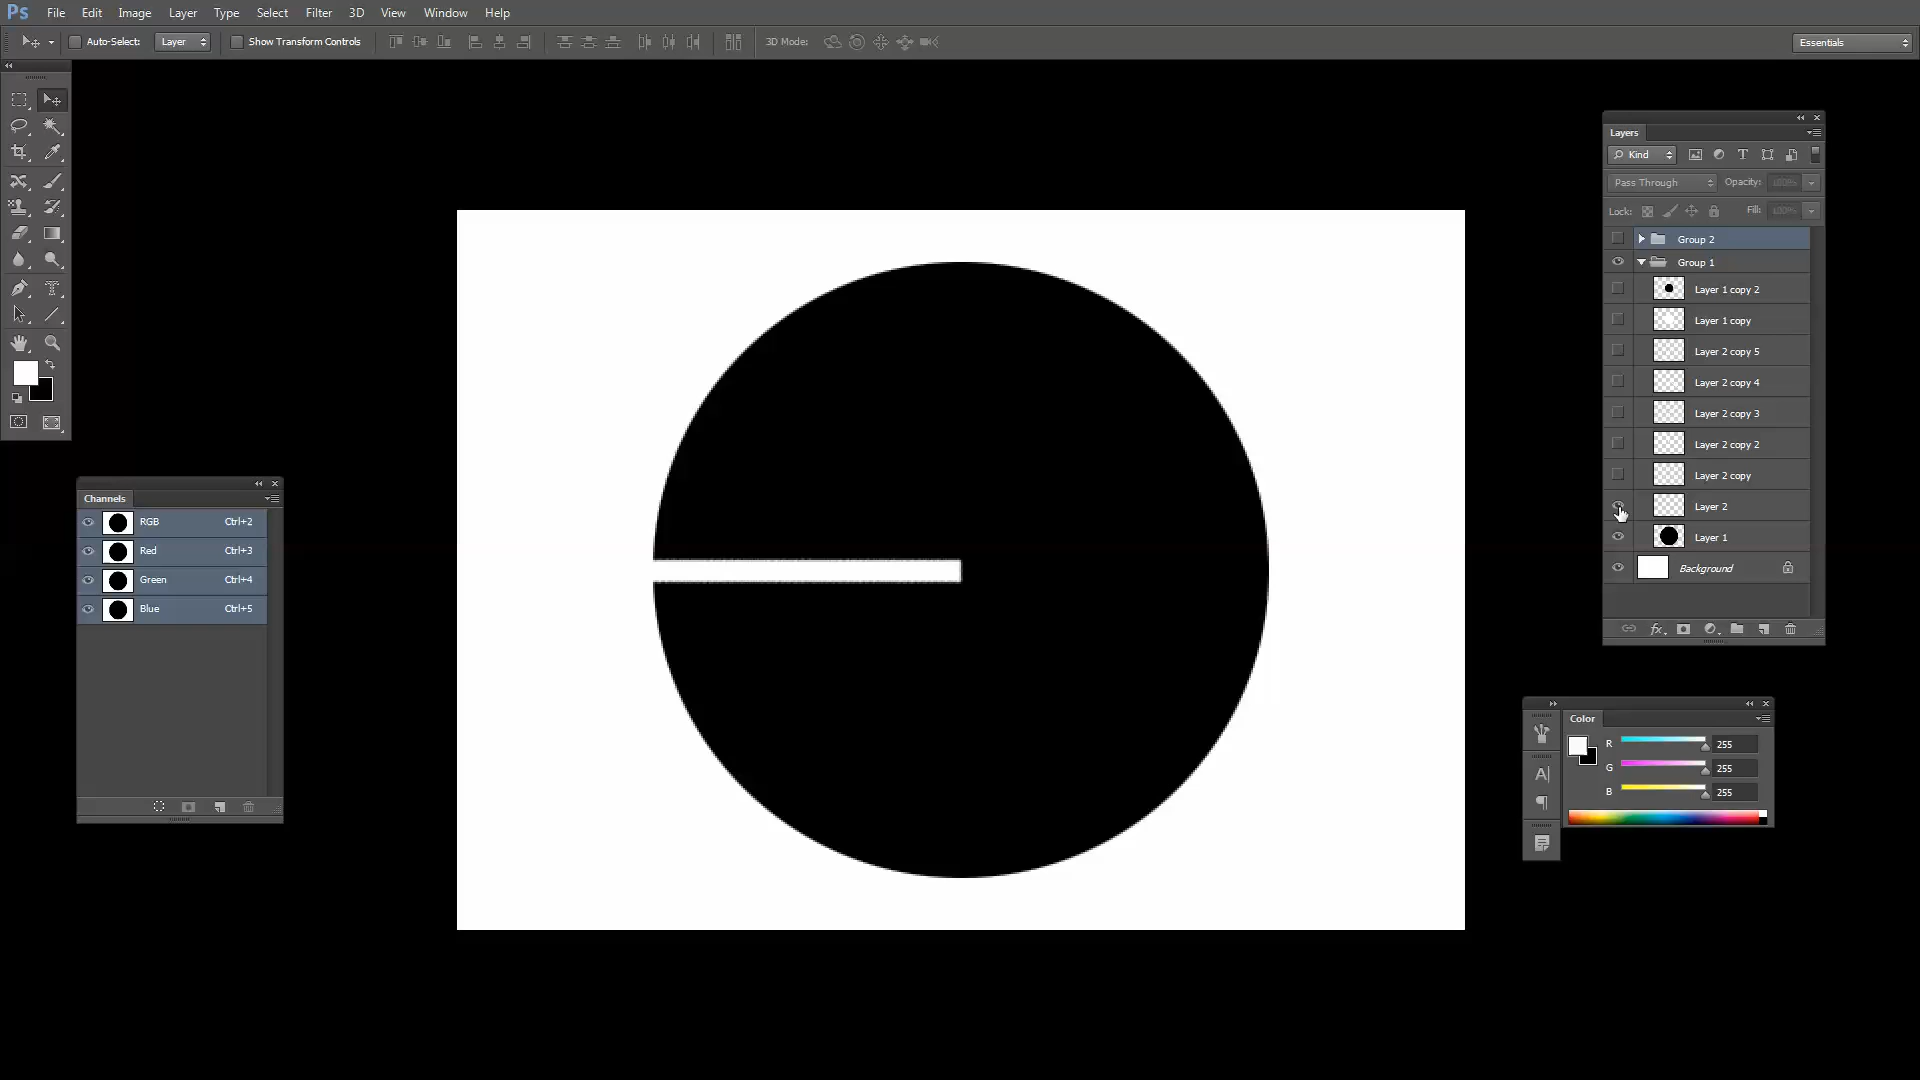 Ps File Edit Image Layer Type Select Filter 3D View Window Help
Auto-Select: Layer Show Transform Controls 3D Mode: Essentials
Layers
Kind
Pass Through Opacity: 100%
Lock: Fill: 100%
Group 2
Group 1
Layer 1 copy 2
Layer 1 copy
Layer 2 copy 5
Layer 2 copy 4
Layer 2 copy 3
Layer 2 copy 2
Layer 2 copy
Layer 2
Layer 1
Background
fx
Channels
RGB Ctrl+2
Red Ctrl+3
Green Ctrl+4
Blue Ctrl+5
Color
R 255
G 255
B 255